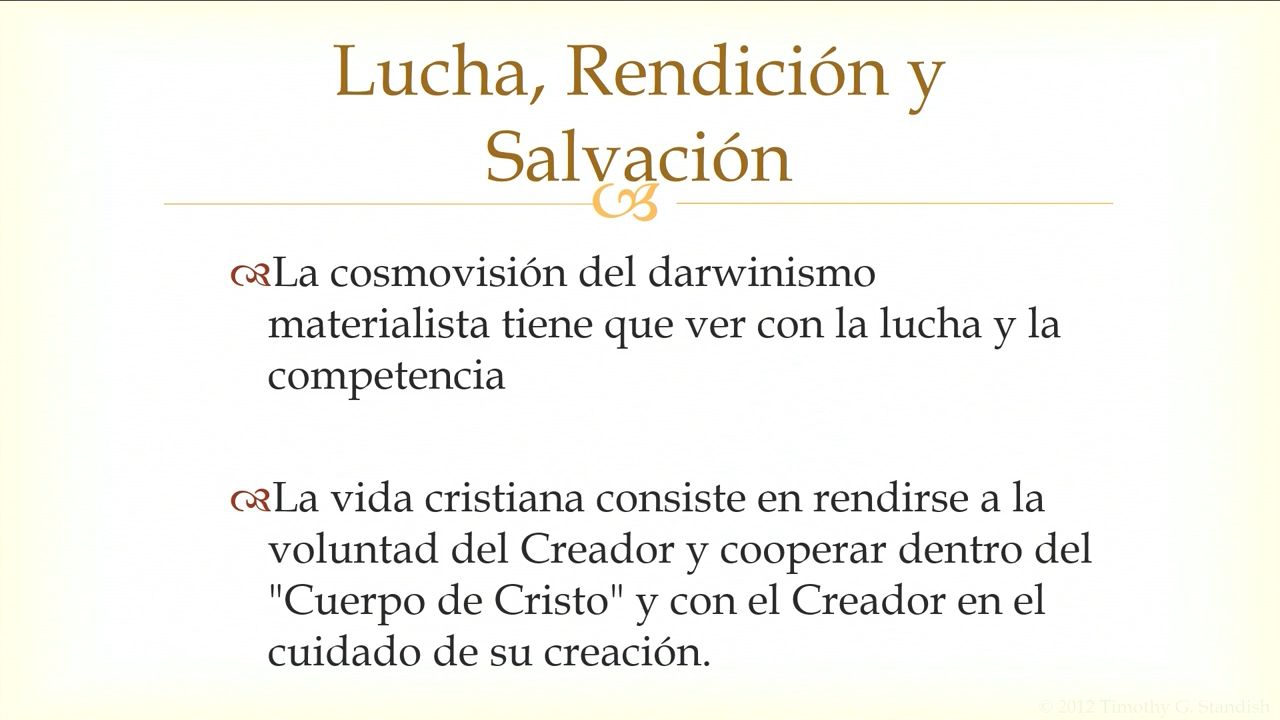 Lucha, Rendición y
Salvación
La cosmovisión del darwinismo
materialista tiene que ver con la lucha y la
competencia
La vida cristiana consiste en rendirse a la
voluntad del Creador y cooperar dentro del
"Cuerpo de Cristo" y con el Creador en el
cuidado de su creación.
© 2012 Timothy G. Standish